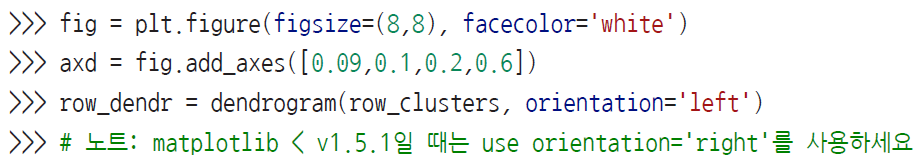 >>> fig = plt.figure(figsize=(8,8), facecolor='white')
>>> axd = fig.add_axes([0.09,0.1,0.2,0.6])
>>> row_dendr = dendrogram(row_clusters, orientation='left')
>>> # 노트: matplotlib < v1.5.1일 때는 use orientation='right'를 사용하세요